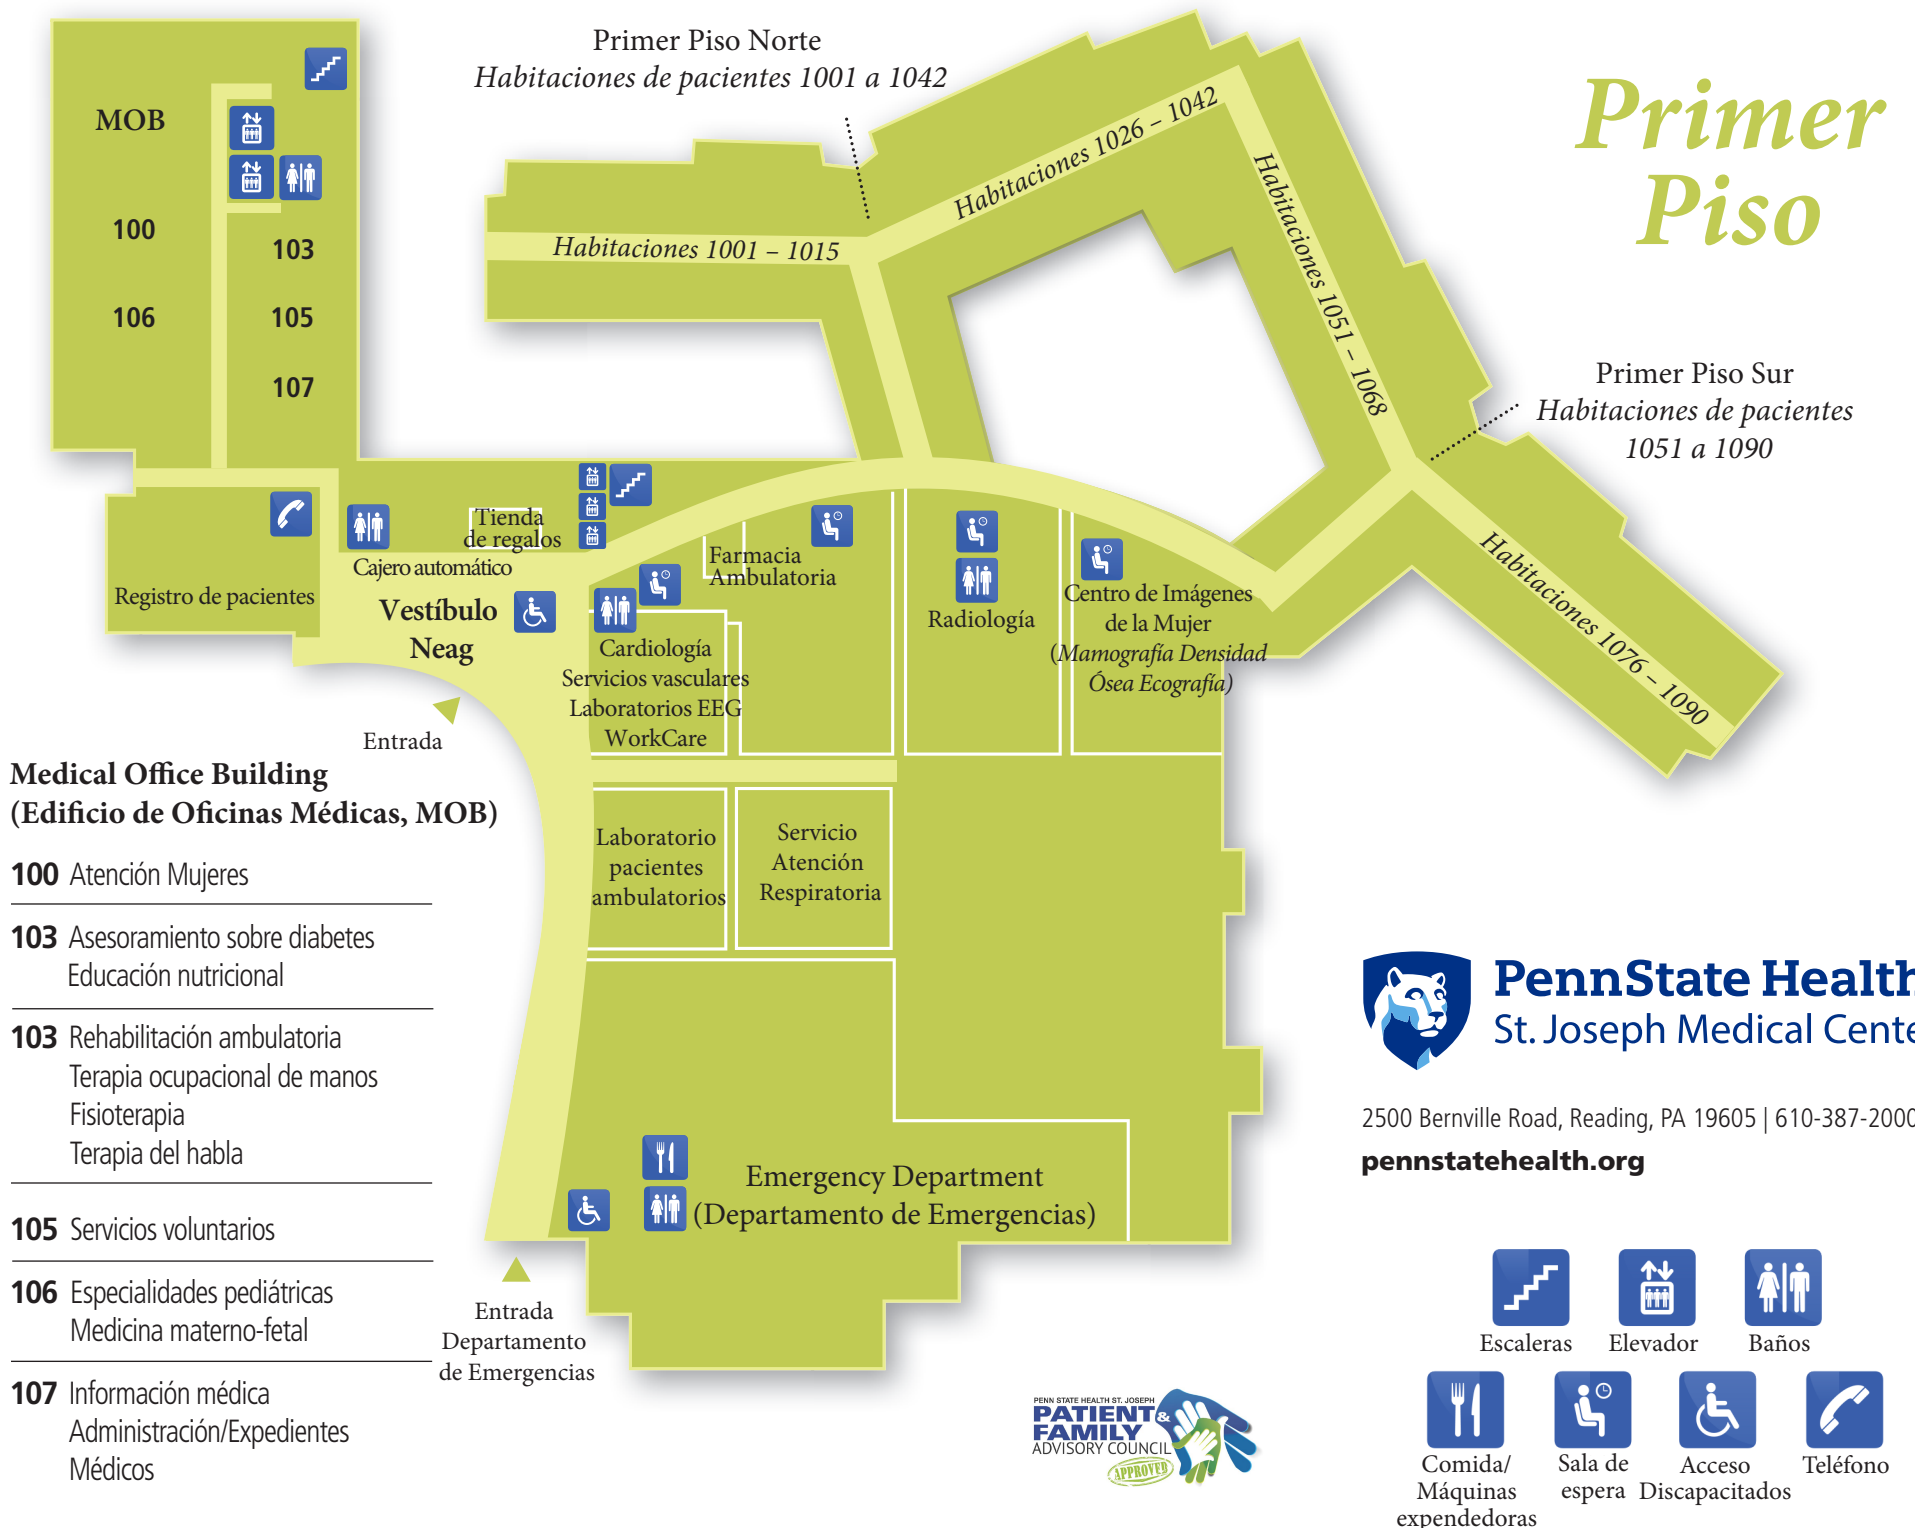 Primer Piso Norte
Habitaciones de pacientes 1001 a 1042
Primer
Piso
MOB
100
103
106
105
107
Habitaciones 1001 – 1015
Habitaciones 1026 – 1042
Habitaciones 1051 – 1068
Primer Piso Sur
Habitaciones de pacientes
1051 a 1090
Habitaciones 1076 – 1090
Tienda
de regalos
Cajero automático
Registro de pacientes
Vestíbulo
Neag
Farmacia
Ambulatoria
Cardiología
Servicios vasculares
Laboratorios EEG
WorkCare
Radiología
Centro de Imágenes
de la Mujer
(Mamografía Densidad
Ósea Ecografía)
Entrada
Laboratorio
pacientes
ambulatorios
Servicio
Atención
Respiratoria
Emergency Department
(Departamento de Emergencias)
Entrada
Departamento
de Emergencias
Medical Office Building
(Edificio de Oficinas Médicas, MOB)
100 Atención Mujeres
103 Asesoramiento sobre diabetes
Educación nutricional
103 Rehabilitación ambulatoria
Terapia ocupacional de manos
Fisioterapia
Terapia del habla
105 Servicios voluntarios
106 Especialidades pediátricas
Medicina materno-fetal
107 Información médica
Administración/Expedientes
Médicos
PENN STATE HEALTH ST. JOSEPH
PATIENT &
FAMILY
ADVISORY COUNCIL
APPROVED
PennState Health
St. Joseph Medical Cente
2500 Bernville Road, Reading, PA 19605 | 610-387-2000
pennstatehealth.org
Escaleras
Elevador
Baños
Comida/
Máquinas
expendedoras
Sala de
espera
Acceso
Discapacitados
Teléfono